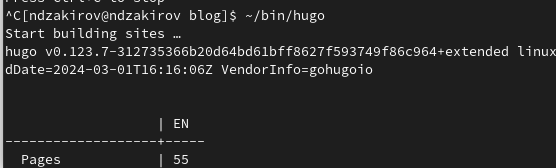 ^C[ndzakirov@ndzakirov blog]$ ~/bin/hugo
Start building sites …
hugo v0.123.7-312735366b20d64bd61bff8627f593749f86c964+extended linux
dDate=2024-03-01T16:16:06Z VendorInfo=gohugoio
| EN
-------------------+-----
Pages | 55